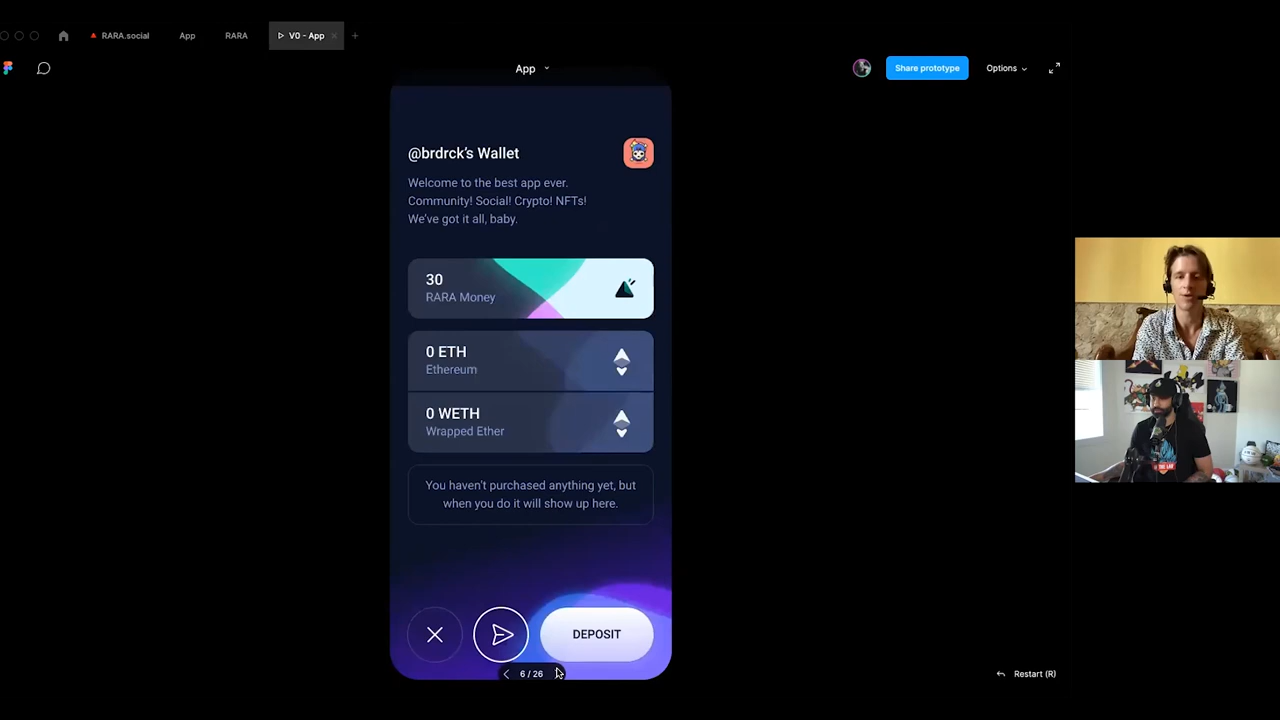 RARA.social
App
RARA
V0 - App
App
Share prototype
Options
@brdrck's Wallet
Welcome to the best app ever.
Community! Social! Crypto! NFTs!
We've got it all, baby.
30
RARA Money
0 ETH
Ethereum
0 WETH
Wrapped Ether
You haven't purchased anything yet, but
when you do it will show up here.
DEPOSIT
6 / 26
Restart (R)